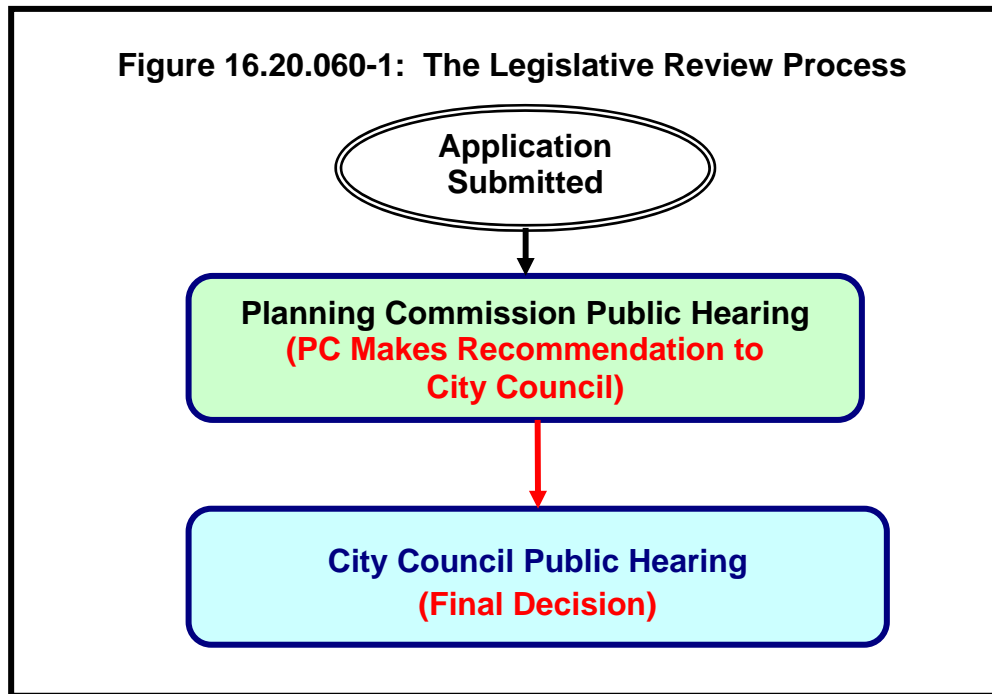 Figure 16.20.060-1:  The Legislative Review Process
Application
Submitted
Planning Commission Public Hearing
(PC Makes Recommendation to
City Council)
City Council Public Hearing
(Final Decision)